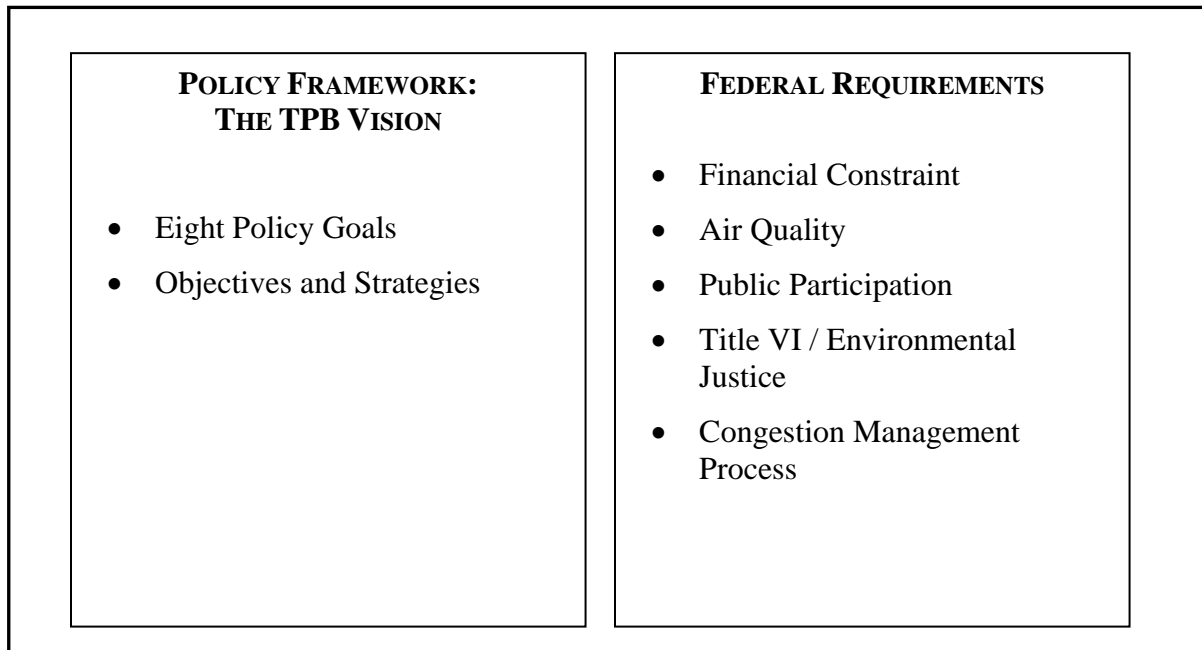 POLICY FRAMEWORK:
THE TPB VISION
• Eight Policy Goals
• Objectives and Strategies
FEDERAL REQUIREMENTS
• Financial Constraint
• Air Quality
• Public Participation
• Title VI / Environmental
Justice
• Congestion Management
Process